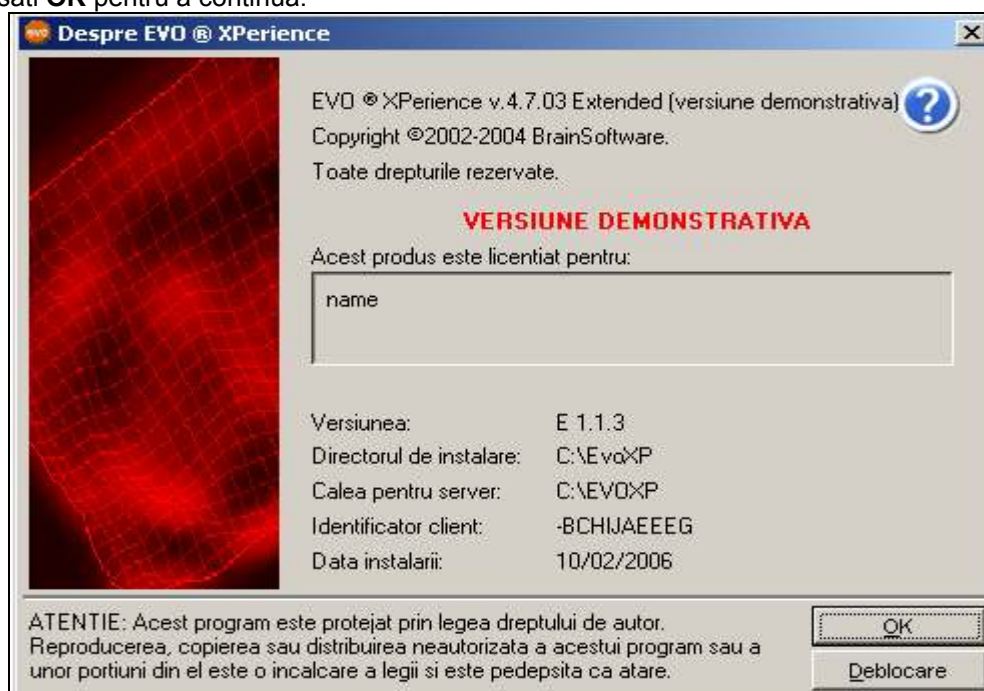 OK pentru a continua.
Despre EVO ® XPerience
EVO ® XPerience v.4.7.03 Extended (versiune demonstrativa)
Copyright ©2002-2004 BrainSoftware.
Toate drepturile rezervate.
VERSIUNE DEMONSTRATIVA
Acest produs este licentiat pentru:
name
Versiunea: E 1.1.3
Directorul de instalare: C:\EvoXP
Calea pentru server: C:\EVOXP
Identificator client: -BCHIJAEEEG
Data instalarii: 10/02/2006
ATENTIE: Acest program este protejat prin legea dreptului de autor.
Reproducerea, copierea sau distribuirea neautorizata a acestui program sau a
unor portiuni din el este o incalcare a legii si este pedepsita ca atare.
OK
Deblocare